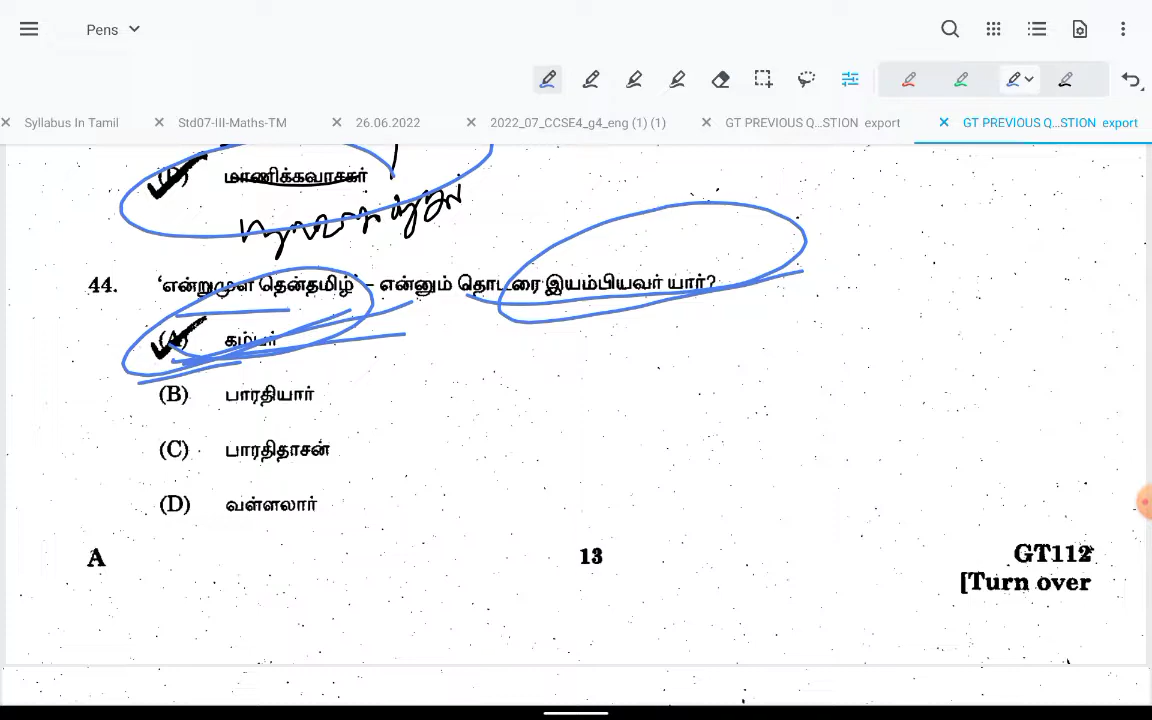 Pens
Syllabus In Tamil
Std07-III-Maths-TM
26.06.2022
2022_07_CCSE4_g4_eng (1) (1)
GT PREVIOUS Q...STION export
GT PREVIOUS Q...STION export
(D) மாணிக்கவாசகர்
44. 'என்றுமுள தென்தமிழ்' – என்னும் தொடரை இயம்பியவர் யார்?
(A) கம்பர்
(B) பாரதியார்
(C) பாரதிதாசன்
(D) வள்ளலார்
A 13 GT112
[Turn over